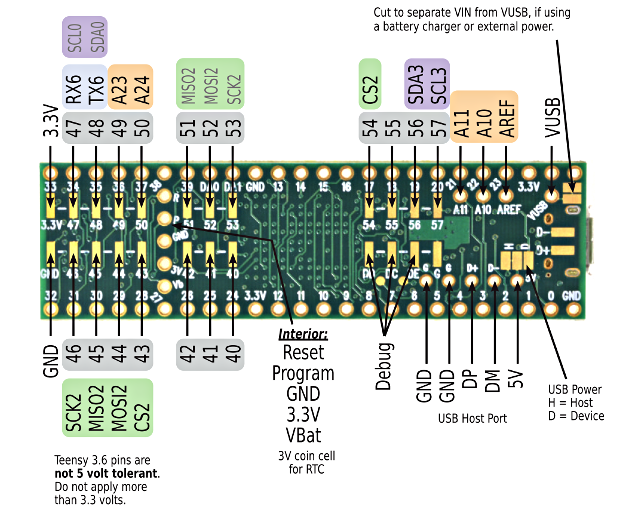 Cut to separate VIN from VUSB, if using
a battery charger or external power.
SCL0 SDA0
RX6 TX6 A23 A24 MISO2 MOSI2 SCK2 CS2 SDA3 SCL3 A11 A10 AREF VUSB
3.3V 47 48 49 50 51 52 53 54 55 56 57
33 34 35 36 37 38 39 DA0 DA1 GND 13 14 15 16 17 18 19 20 21 22 23 3.3V
R
A11 A10 AREF VUSB
P
3.3V 47 48 49 50 51 52 53 54 55 56 57
GND
D-
H D
D+
GND 46 45 44 43 3V 42 41 40 DD DC DE G G G D+ D- 5V
Vb
32 31 30 29 28 27 26 25 24 3.3V 12 11 10 9 8 7 6 5 4 3 2 1 0 GND
GND 46 45 44 43 42 41 40
SCK2 MISO2 MOSI2 CS2
Interior:
Reset
Program
GND
3.3V
VBat
3V coin cell
for RTC
Debug GND GND DP DM 5V
USB Host Port
USB Power
H = Host
D = Device
Teensy 3.6 pins are
not 5 volt tolerant.
Do not apply more
than 3.3 volts.